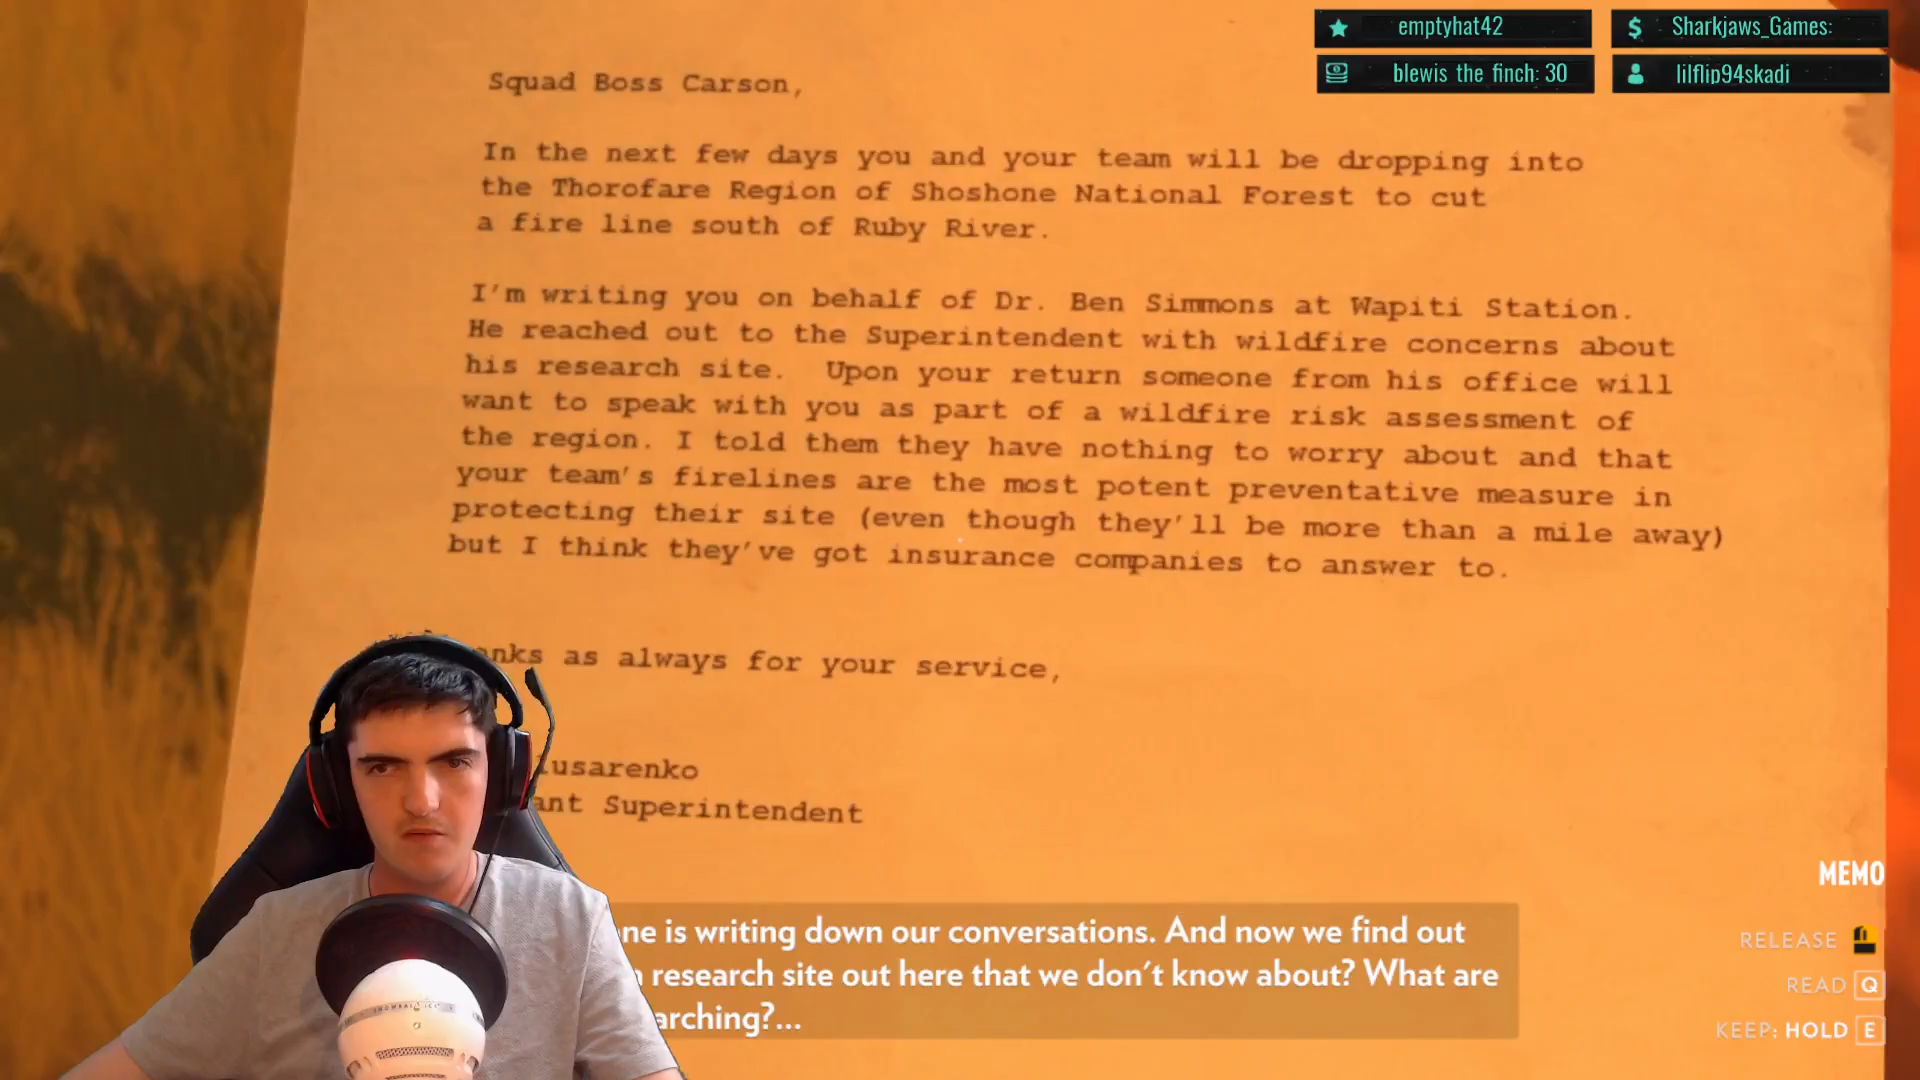 emptyhat42
Sharkjaws_Games:
blewis the finch: 30
lilflip94skadi
Squad Boss Carson,
In the next few days you and your team will be dropping into
the Thorofare Region of Shoshone National Forest to cut
a fire line south of Ruby River.
I'm writing you on behalf of Dr. Ben Simmons at Wapiti Station.
He reached out to the Superintendent with wildfire concerns about
his research site. Upon your return someone from his office will
want to speak with you as part of a wildfire risk assessment of
the region. I told them they have nothing to worry about and that
your team's firelines are the most potent preventative measure in
protecting their site (even though they'll be more than a mile away)
but I think they've got insurance companies to answer to.
anks as always for your service,
lusarenko
ant Superintendent
ne is writing down our conversations. And now we find out
research site out here that we don't know about? What are
arching?...
MEMO
RELEASE
READ Q
KEEP: HOLD E